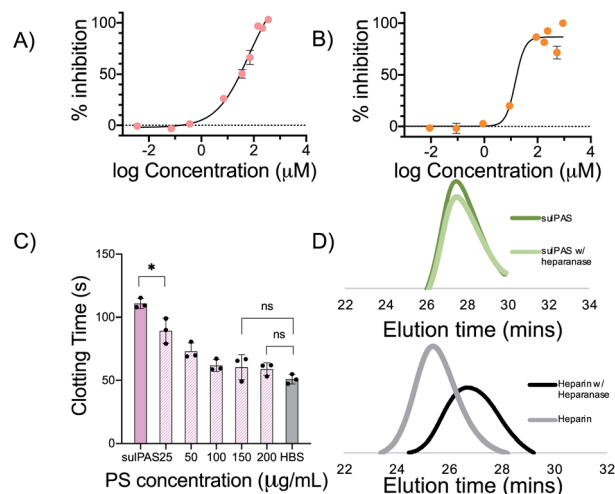 A)
% inhibition
100
50
0
-2
0
2
4
log Concentration (μM)
B)
% inhibition
100
50
0
-2
0
2
4
log Concentration (μM)
C)
Clotting Time (s)
150
100
50
0
*
ns
ns
sulPAS 25 50 100 150 200 HBS
PS concentration (μg/mL)
D)
sulPAS
sulPAS w/
heparanase
22 24 26 28 30 32 34
Elution time (mins)
Heparin w/
Heparanase
Heparin
22 24 26 28 30 32
Elution time (mins)